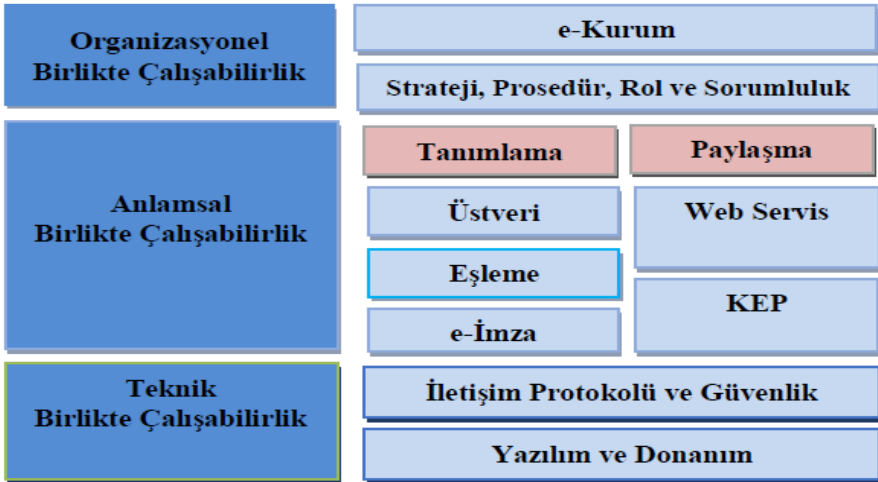 Organizasyonel
Birlikte Çalışabilirlik
e-Kurum
Strateji, Prosedür, Rol ve Sorumluluk
Anlamsal
Birlikte Çalışabilirlik
Tanımlama
Paylaşma
Üstveri
Web Servis
Eşleme
KEP
e-İmza
Teknik
Birlikte Çalışabilirlik
İletişim Protokolü ve Güvenlik
Yazılım ve Donanım